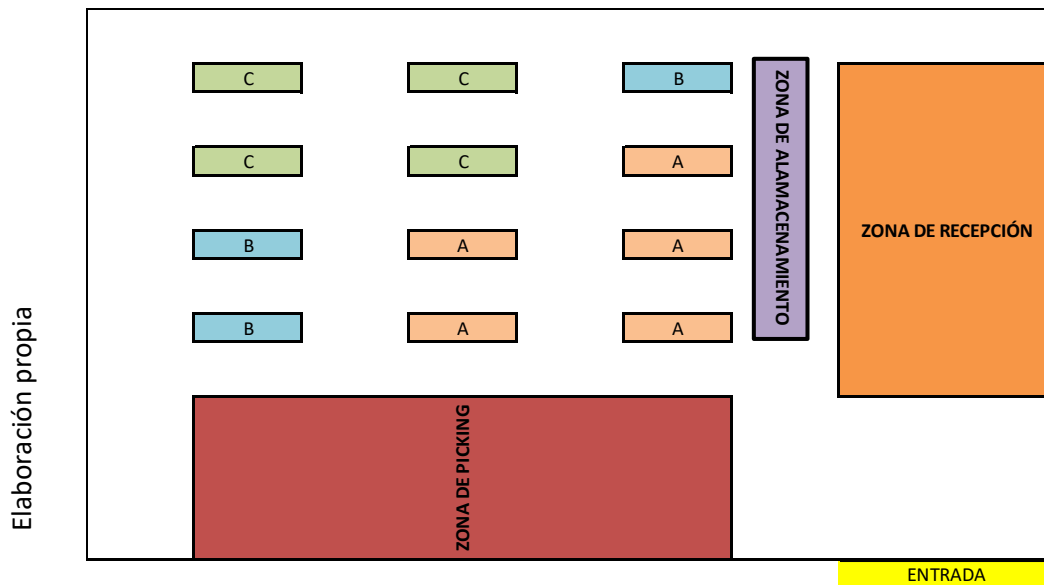 C
C
B
C
C
A
B
A
A
B
A
A
ZONA DE ALAMACENAMIENTO
ZONA DE RECEPCIÓN
ZONA DE PICKING
ENTRADA
Elaboración propia